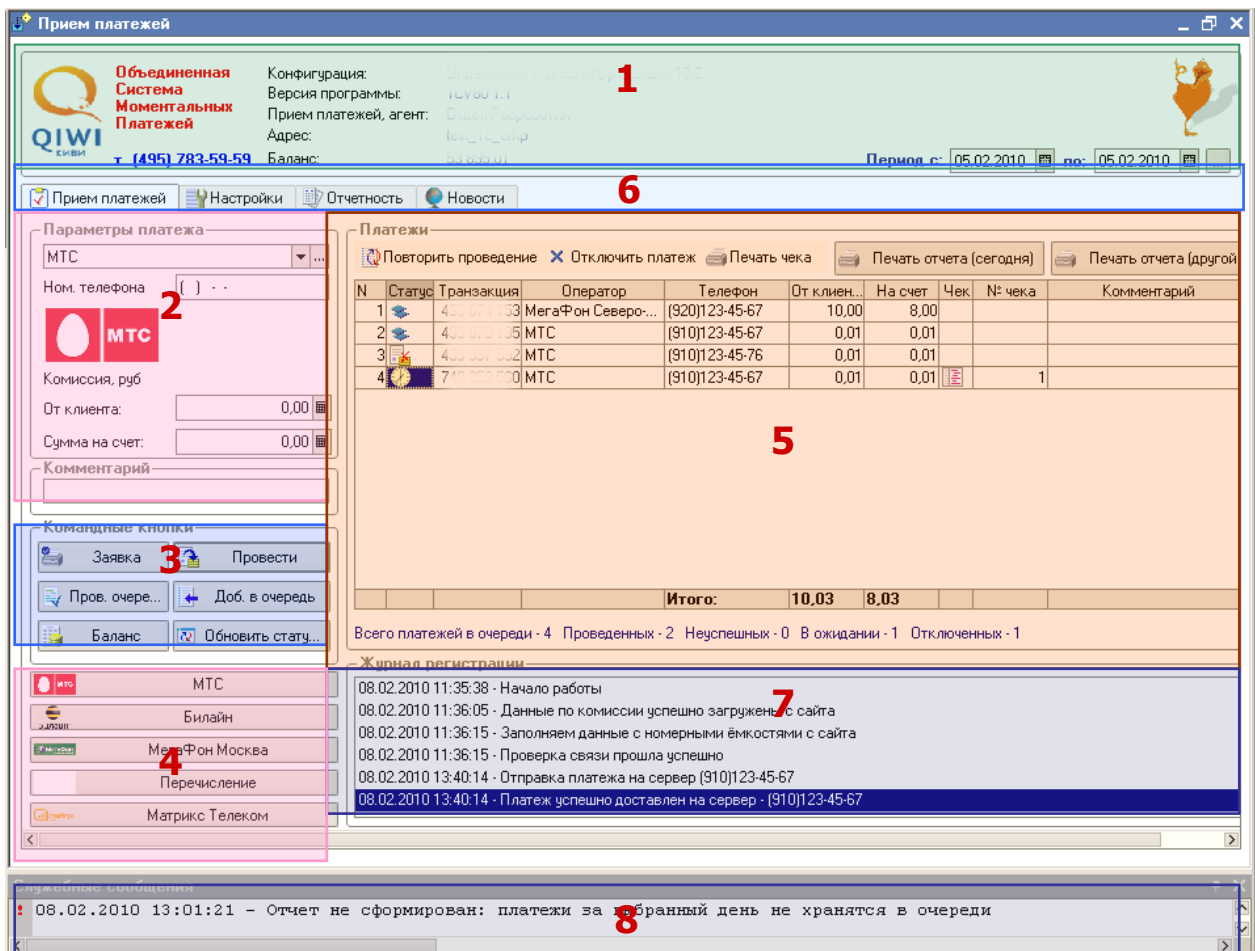 Прием платежей
Объединенная
Система
Моментальных
Платежей
QIWI
КИВИ
т. (495) 783-59-59
Конфигурация:
Версия программы:
Прием платежей, агент:
Адрес:
Баланс:
1
Период с: 05.02.2010 по: 05.02.2010 ...
Прием платежей Настройки Отчетность Новости
6
Параметры платежа
МТС ...
Ном. телефона ( ) - -
2
МТС
Комиссия, руб
От клиента: 0,00
Сумма на счет: 0,00
Комментарий
Командные кнопки
Заявка Провести
3
Пров. очере... Доб. в очередь
Баланс Обновить стату...
МТС
Билайн
МегаФон Москва
4
Перечисление
Матрикс Телеком
Платежи
Повторить проведение Отключить платеж Печать чека Печать отчета (сегодня) Печать отчета (другой
N Статус Транзакция Оператор Телефон От клиен... На счет Чек № чека Комментарий
1 МегаФон Северо-... (920)123-45-67 10,00 8,00
2 МТС (910)123-45-67 0,01 0,01
3 МТС (910)123-45-76 0,01 0,01
4 МТС (910)123-45-67 0,01 0,01 1
5
Итого: 10,03 8,03
Всего платежей в очереди - 4 Проведенных - 2 Неуспешных - 0 В ожидании - 1 Отключенных - 1
Журнал регистрации
08.02.2010 11:35:38 - Начало работы
08.02.2010 11:36:05 - Данные по комиссии успешно загружены с сайта
7
08.02.2010 11:36:15 - Заполняем данные с номерными ёмкостями с сайта
08.02.2010 11:36:15 - Проверка связи прошла успешно
08.02.2010 13:40:14 - Отправка платежа на сервер (910)123-45-67
08.02.2010 13:40:14 - Платеж успешно доставлен на сервер - (910)123-45-67
Служебные сообщения
08.02.2010 13:01:21 - Отчет не сформирован: платежи за выбранный день не хранятся в очереди
8